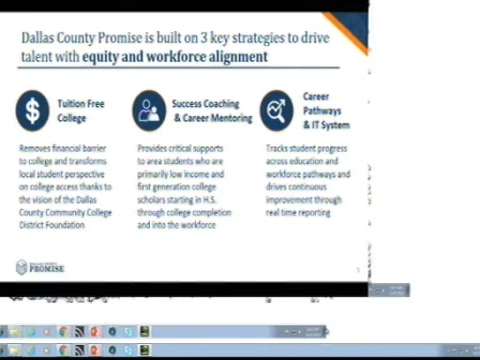 Dallas County Promise is built on 3 key strategies to drive
talent with equity and workforce alignment
Tuition Free
College
Removes financial barrier
to college and transforms
local student perspective
on college access thanks to
the vision of the Dallas
County Community College
District Foundation
Success Coaching
& Career Mentoring
Provides critical supports
to area students who are
primarily low income and
first generation college
scholars starting in H.S.
through college completion
and into the workforce
Career
Pathways
& IT System
Tracks student progress
across education and
workforce pathways and
drives continuous
improvement through
real time reporting
PROMISE